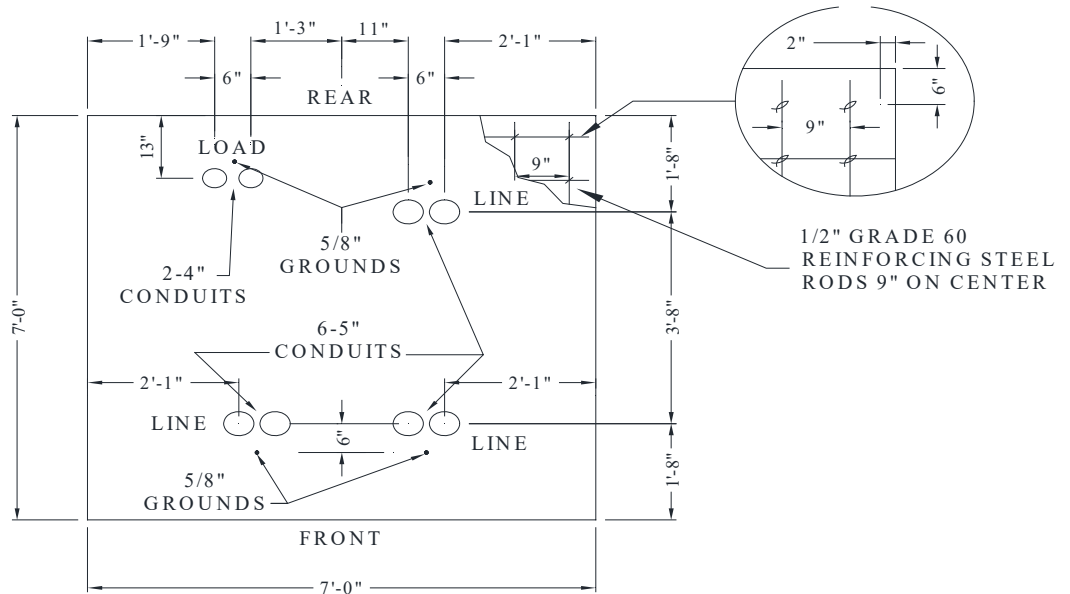 1'-9"
1'-3"
11"
2'-1"
6"
6"
REAR
2"
6"
9"
13"
LOAD
9"
1'-8"
LINE
5/8"
GROUNDS
2-4"
CONDUITS
1/2" GRADE 60
REINFORCING STEEL
RODS 9" ON CENTER
7'-0"
3'-8"
6-5"
CONDUITS
2'-1"
2'-1"
LINE
6"
LINE
1'-8"
5/8"
GROUNDS
FRONT
7'-0"